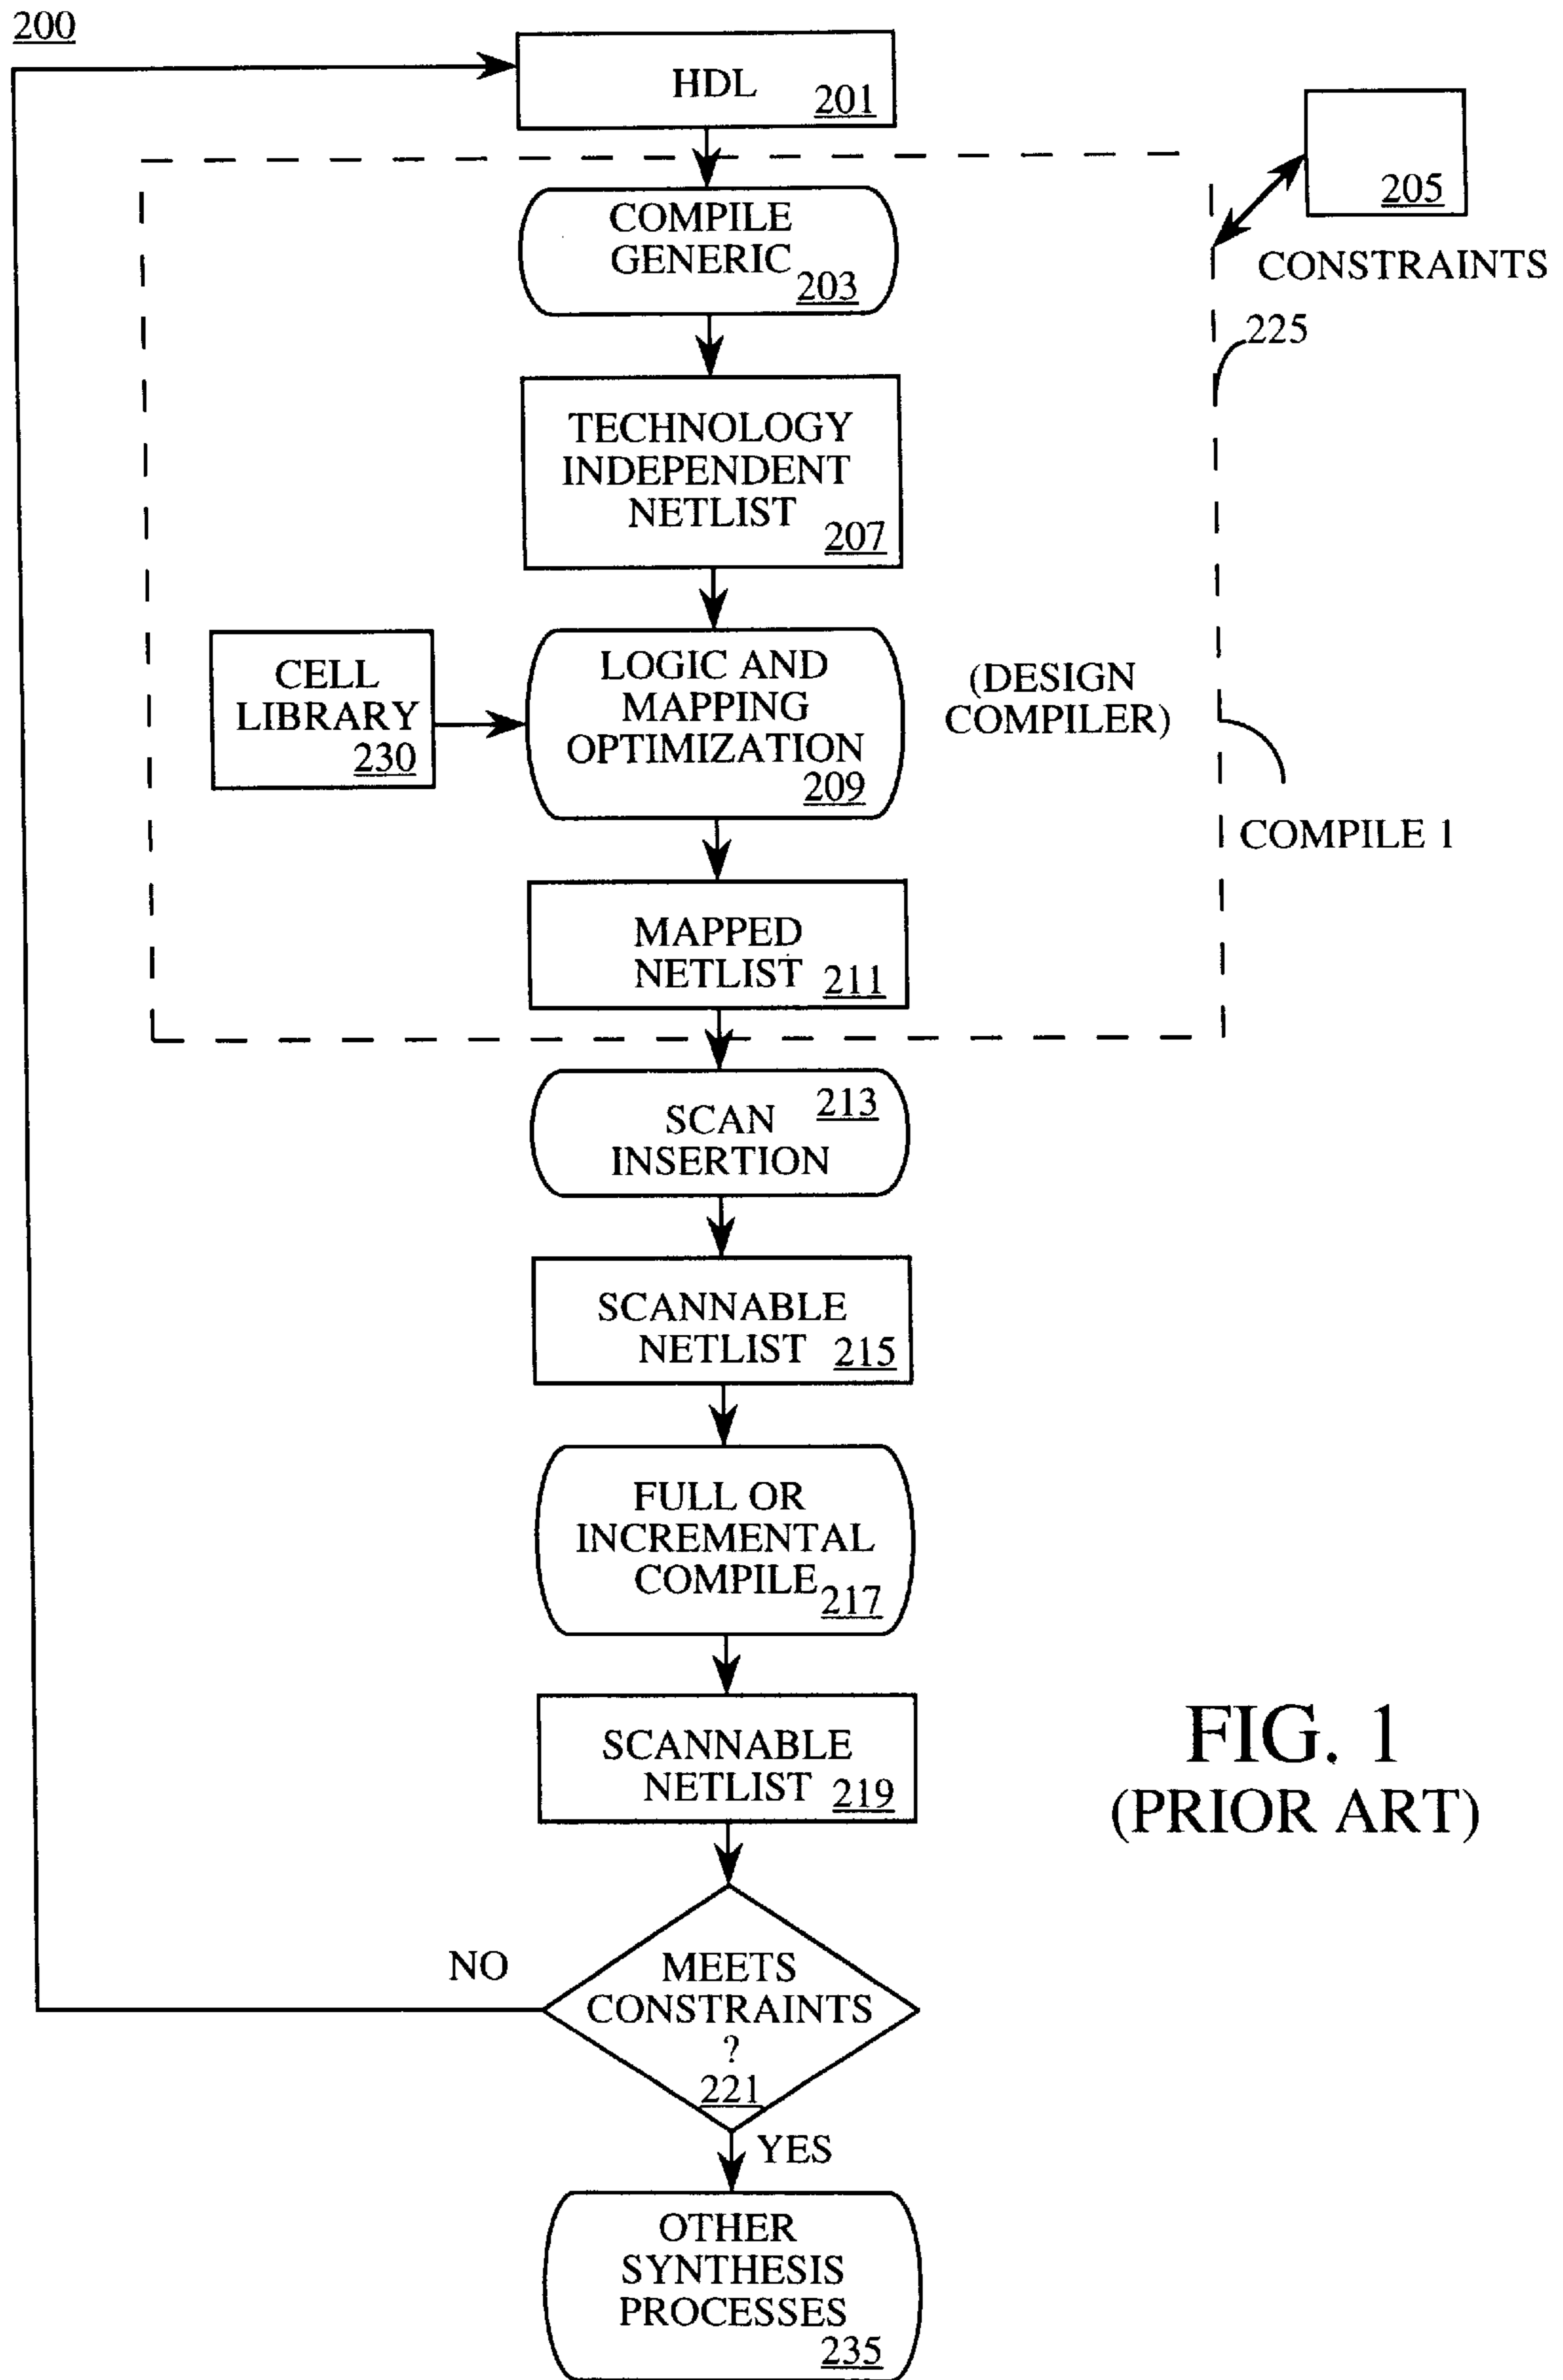 200
HDL
201
205
CONSTRAINTS
225
COMPILE
GENERIC
203
TECHNOLOGY
INDEPENDENT
NETLIST
207
CELL
LIBRARY
230
LOGIC AND
MAPPING
OPTIMIZATION
209
(DESIGN
COMPILER)
COMPILE 1
MAPPED
NETLIST
211
213
SCAN
INSERTION
SCANNABLE
NETLIST
215
FULL OR
INCREMENTAL
COMPILE
217
SCANNABLE
NETLIST
219
FIG. 1
(PRIOR ART)
NO
MEETS
CONSTRAINTS
?
221
YES
OTHER
SYNTHESIS
PROCESSES
235